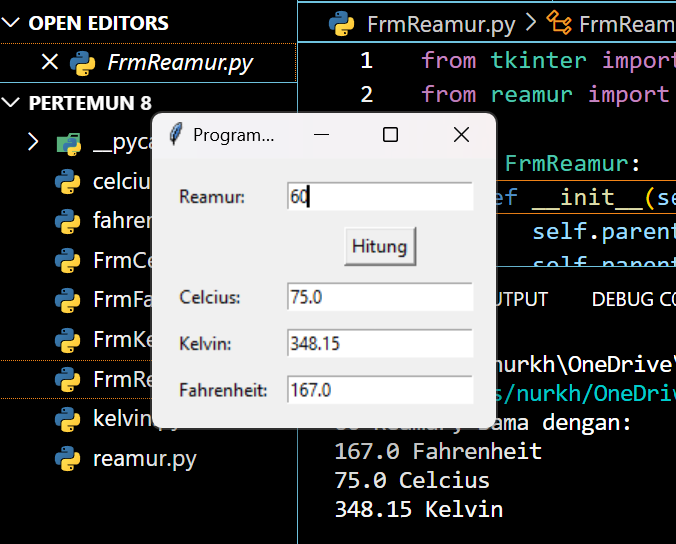 OPEN EDITORS
FrmReamur.py
PERTEMUN 8
__pyca
celciu
fahren
FrmCe
FrmFa
FrmKe
FrmRe
kelvin.py
reamur.py
FrmReamur.py > FrmReam
1 from tkinter import
2 from reamur import
FrmReamur:
ef __init__(se
self.parent
self.parent
Program...
Reamur: 60
Hitung
Celcius: 75.0
Kelvin: 348.15
Fahrenheit: 167.0
UTPUT DEBUG CO
nurkh\OneDrive\
s/nurkh/OneDriv
sama dengan:
167.0 Fahrenheit
75.0 Celcius
348.15 Kelvin